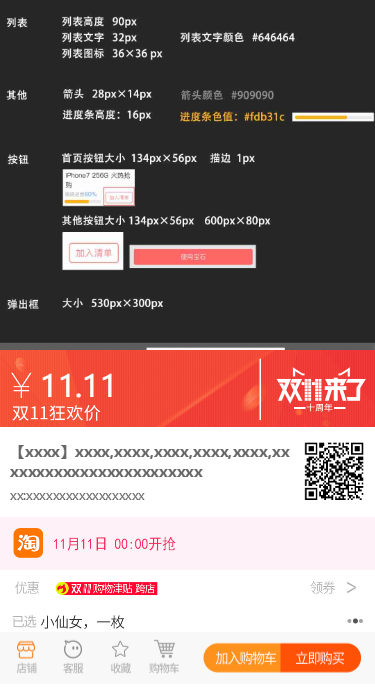 列表
列表高度 90px
列表文字 32px
列表文字颜色 #646464
列表图标 36×36 px
其他
箭头 28px×14px
箭头颜色 #909090
进度条高度：16px
进度条色值：#fdb31c
按钮
首页按钮大小 134px×56px 描边 1px
iPhone7 256G 火热抢
购
加入清单
其他按钮大小 134px×56px 600px×80px
加入清单
使用宝石
弹出框
大小 530px×300px
¥ 11.11
双11狂欢价
双11来了
十周年
【xxxx】xxxx,xxxx,xxxx,xxxx,xxxx,xx
xxxxxxxxxxxxxxxxxxxxxx
xx:xxxxxxxxxxxxxxxxxx
淘
11月11日 00:00开抢
优惠
双11购物津贴 跨店
领券 >
已选 小仙女，一枚
店铺
客服
收藏
购物车
加入购物车
立即购买